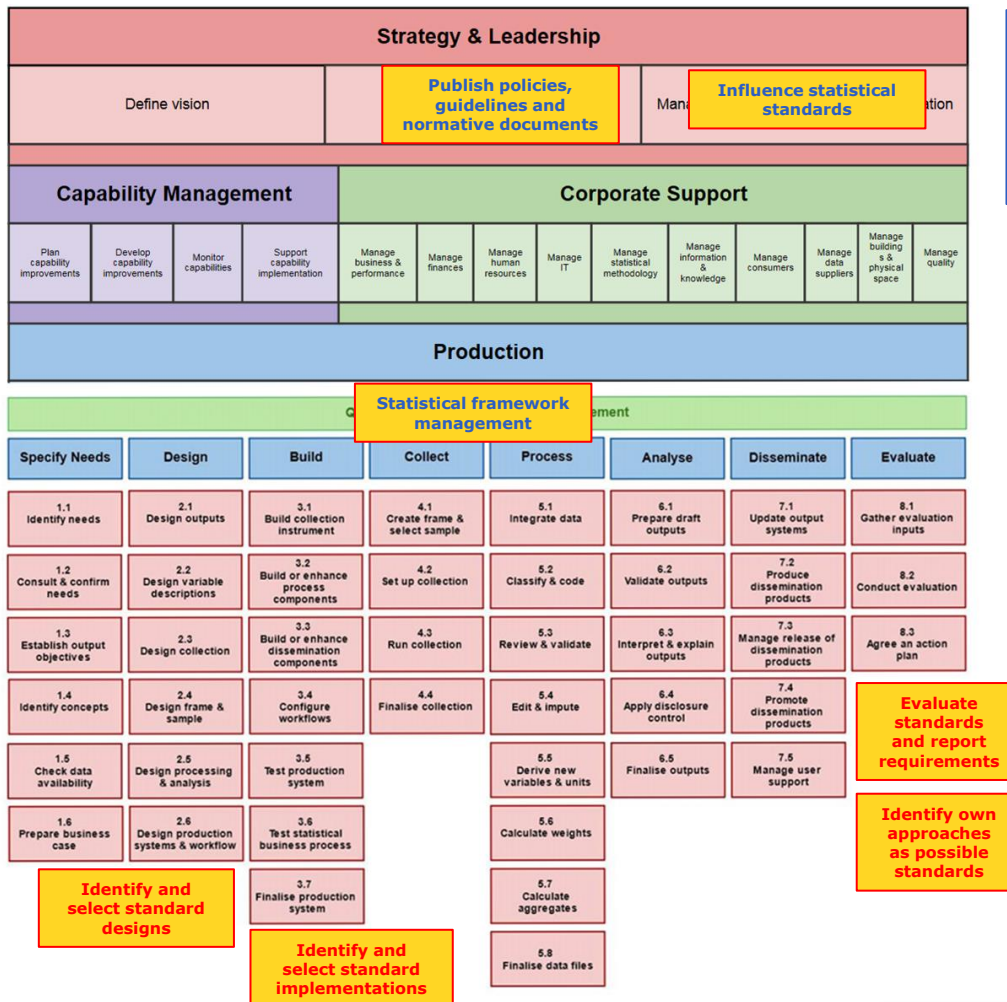 Strategy & Leadership
Define vision
Publish policies,
guidelines and
normative documents
Influence statistical
standards
Capability Management
Corporate Support
Plan
capability
improvements
Develop
capability
improvements
Monitor
capabilities
Support
capability
implementation
Manage
business &
performance
Manage
finances
Manage
human
resources
Manage
IT
Manage
statistical
methodology
Manage
information
&
knowledge
Manage
consumers
Manage
data
suppliers
Manage
building
s &
physical
space
Manage
quality
Production
Statistical framework
management
Specify Needs
Design
Build
Collect
Process
Analyse
Disseminate
Evaluate
1.1
Identify needs
2.1
Design outputs
3.1
Build collection
instrument
4.1
Create frame &
select sample
5.1
Integrate data
6.1
Prepare draft
outputs
7.1
Update output
systems
8.1
Gather evaluation
inputs
1.2
Consult & confirm
needs
2.2
Design variable
descriptions
3.2
Build or enhance
process
components
4.2
Set up collection
5.2
Classify & code
6.2
Validate outputs
7.2
Produce
dissemination
products
8.2
Conduct evaluation
1.3
Establish output
objectives
2.3
Design collection
3.3
Build or enhance
dissemination
components
4.3
Run collection
5.3
Review & validate
6.3
Interpret & explain
outputs
7.3
Manage release of
dissemination
products
8.3
Agree an action
plan
1.4
Identify concepts
2.4
Design frame &
sample
3.4
Configure
workflows
4.4
Finalise collection
5.4
Edit & impute
6.4
Apply disclosure
control
7.4
Promote
dissemination
products
Evaluate
standards
and report
requirements
1.5
Check data
availability
2.5
Design processing
& analysis
3.5
Test production
system
5.5
Derive new
variables & units
6.5
Finalise outputs
7.5
Manage user
support
1.6
Prepare business
case
2.6
Design production
systems & workflow
3.6
Test statistical
business process
5.6
Calculate weights
Identify own
approaches
as possible
standards
Identify and
select standard
designs
3.7
Finalise production
system
5.7
Calculate
aggregates
Identify and
select standard
implementations
5.8
Finalise data files